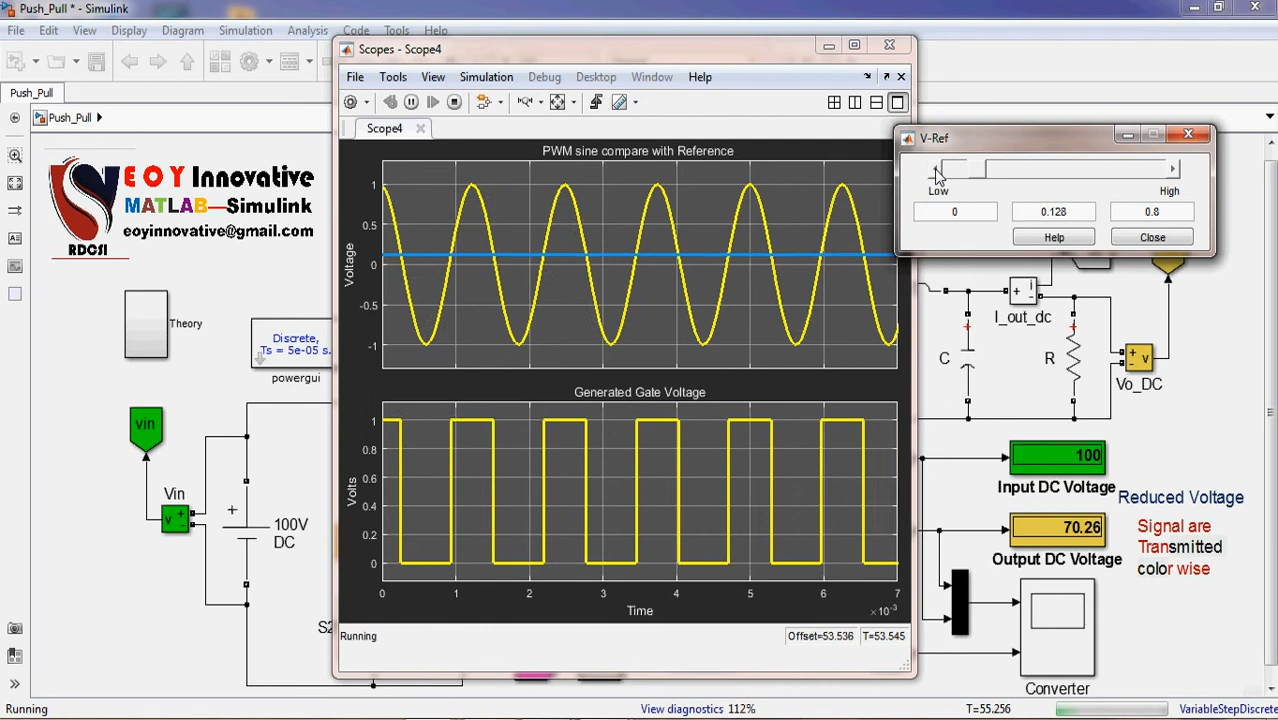 Push_Pull * - Simulink
File Edit View Display Diagram Simulation Analysis Code Tools Help
Push_Pull
Push_Pull
EOY Innovative
MATLAB—Simulink
eoyinnovative@gmail.com
RDCSI
Theory
Discrete,
Ts = 5e-05 s.
powergui
vin
Vin
v
+
−
+
100V
DC
S2
Scopes - Scope4
File Tools View Simulation Debug Desktop Window Help
Scope4
PWM sine compare with Reference
Voltage
1
0.5
0
-0.5
-1
Generated Gate Voltage
Volts
1
0.8
0.6
0.4
0.2
0
0 1 2 3 4 5 6 7
Time
×10⁻³
Running
Offset=53.536 T=53.545
V-Ref
Low High
0 0.128 0.8
Help Close
+ i
−
I_out_dc
C
R
+ v
−
Vo_DC
100
Input DC Voltage
Reduced Voltage
70.26
Output DC Voltage
Signal are
Transmitted
color wise
Converter
Running
View diagnostics 112%
T=55.256
VariableStepDiscrete